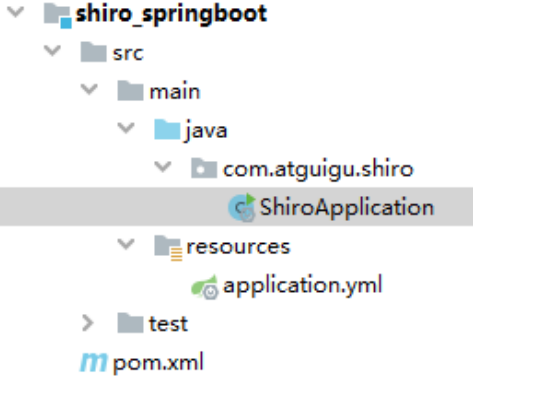 shiro_springboot
src
main
java
com.atguigu.shiro
ShiroApplication
resources
application.yml
test
pom.xml